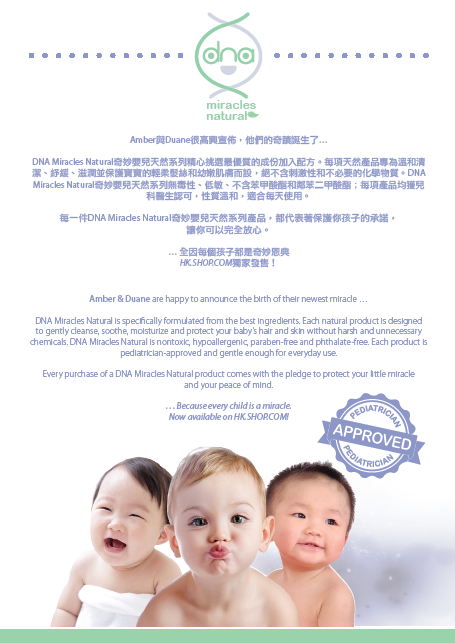 dna
miracles
natural
Amber與Duane很高興宣佈，他們的奇蹟誕生了…
DNA Miracles Natural奇妙嬰兒天然系列精心挑選最優質的成份加入配方。每項天然產品專為溫和清
潔、紓緩、滋潤並保護寶寶的輕柔髮絲和幼嫩肌膚而設，絕不含刺激性和不必要的化學物質。DNA
Miracles Natural奇妙嬰兒天然系列無毒性、低敏、不含苯甲酸酯和鄰苯二甲酸酯；每項產品均獲兒
科醫生認可，性質溫和，適合每天使用。
每一件DNA Miracles Natural奇妙嬰兒天然系列產品，都代表著保護你孩子的承諾，
讓你可以完全放心。
… 全因每個孩子都是奇妙恩典
HK.SHOP.COM獨家發售！
Amber & Duane are happy to announce the birth of their newest miracle …
DNA Miracles Natural is specifically formulated from the best ingredients. Each natural product is designed
to gently cleanse, soothe, moisturize and protect your baby's hair and skin without harsh and unnecessary
chemicals. DNA Miracles Natural is nontoxic, hypoallergenic, paraben-free and phthalate-free. Each product is
pediatrician-approved and gentle enough for everyday use.
Every purchase of a DNA Miracles Natural product comes with the pledge to protect your little miracle
and your peace of mind.
… Because every child is a miracle.
Now available on HK.SHOP.COM!
PEDIATRICIAN
APPROVED
PEDIATRICIAN